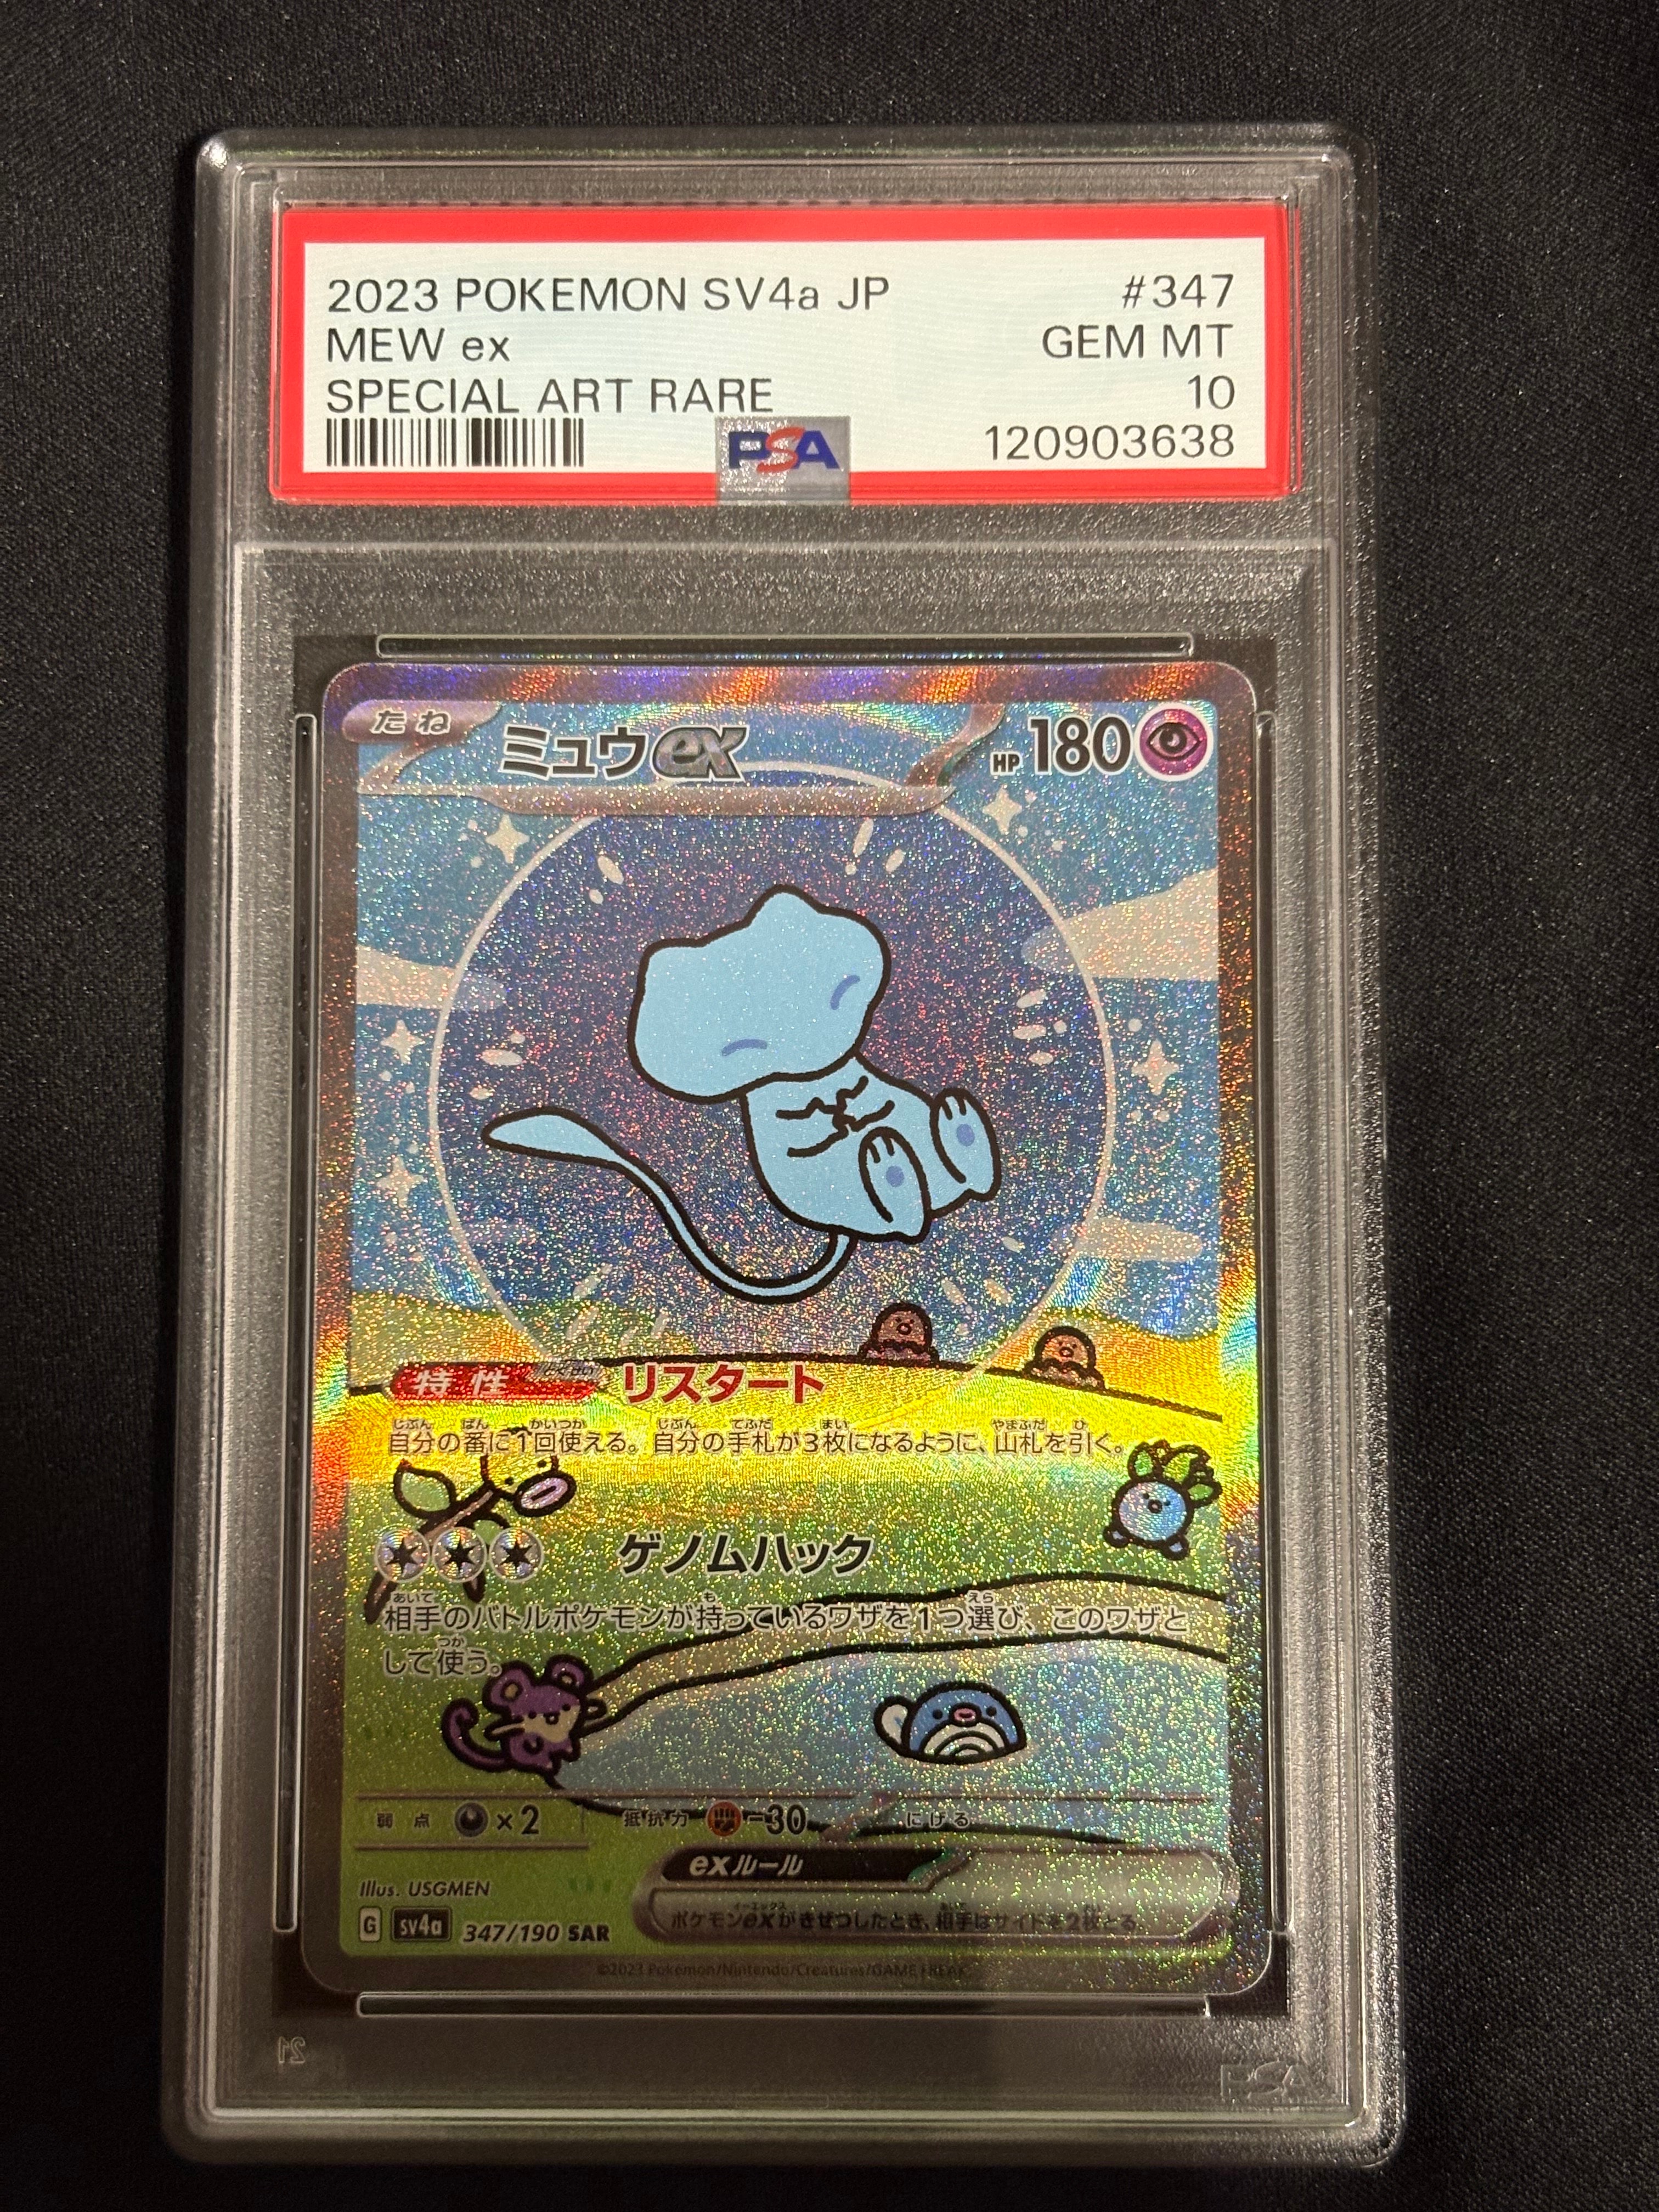 2023 POKEMON SV4a JP #347
MEW ex GEM MT
SPECIAL ART RARE 10
PSA 120903638
たね ミュウex HP180
特性 リスタート
自分の番に1回使える。自分の手札が3枚になるように、山札を引く。
ゲノムハック
相手のバトルポケモンが持っているワザを1つ選び、このワザと
して使う。
弱点 ×2 抵抗力 -30 にげる
exルール
ポケモンexがきぜつしたとき、相手はサイドを2枚とる。
Illus. USGMEN
G SV4a 347/190 SAR
©2023 Pokémon/Nintendo/Creatures/GAME FREAK
PSA